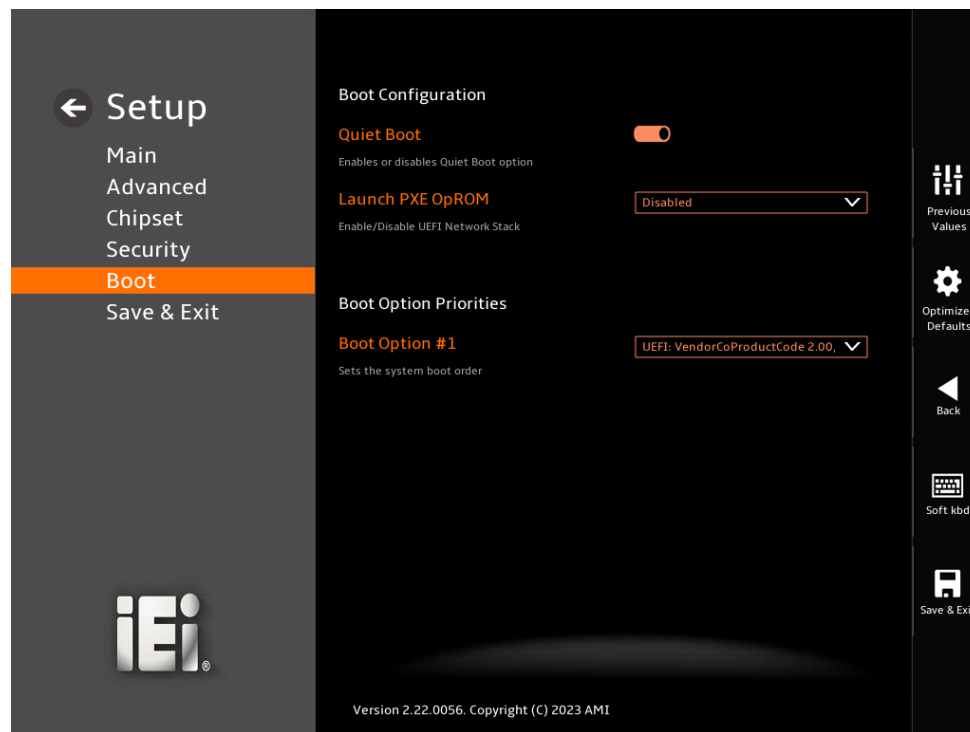 Setup
Main
Advanced
Chipset
Security
Boot
Save & Exit
iEi®
Boot Configuration
Quiet Boot
Enables or disables Quiet Boot option
Launch PXE OpROM
Disabled
Enable/Disable UEFI Network Stack
Boot Option Priorities
Boot Option #1
UEFI: VendorCoProductCode 2.00,
Sets the system boot order
Version 2.22.0056. Copyright (C) 2023 AMI
Previous
Values
Optimize
Defaults
Back
Soft kbd
Save & Exi